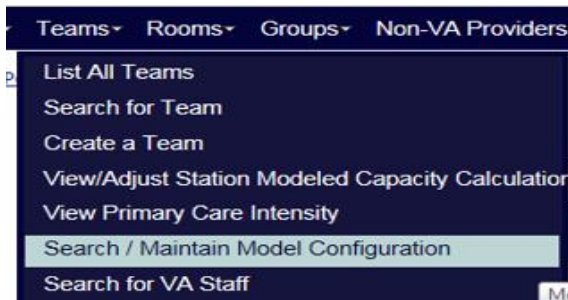 Teams Rooms Groups Non-VA Providers
List All Teams
Search for Team
Create a Team
View/Adjust Station Modeled Capacity Calculation
View Primary Care Intensity
Search / Maintain Model Configuration
Search for VA Staff